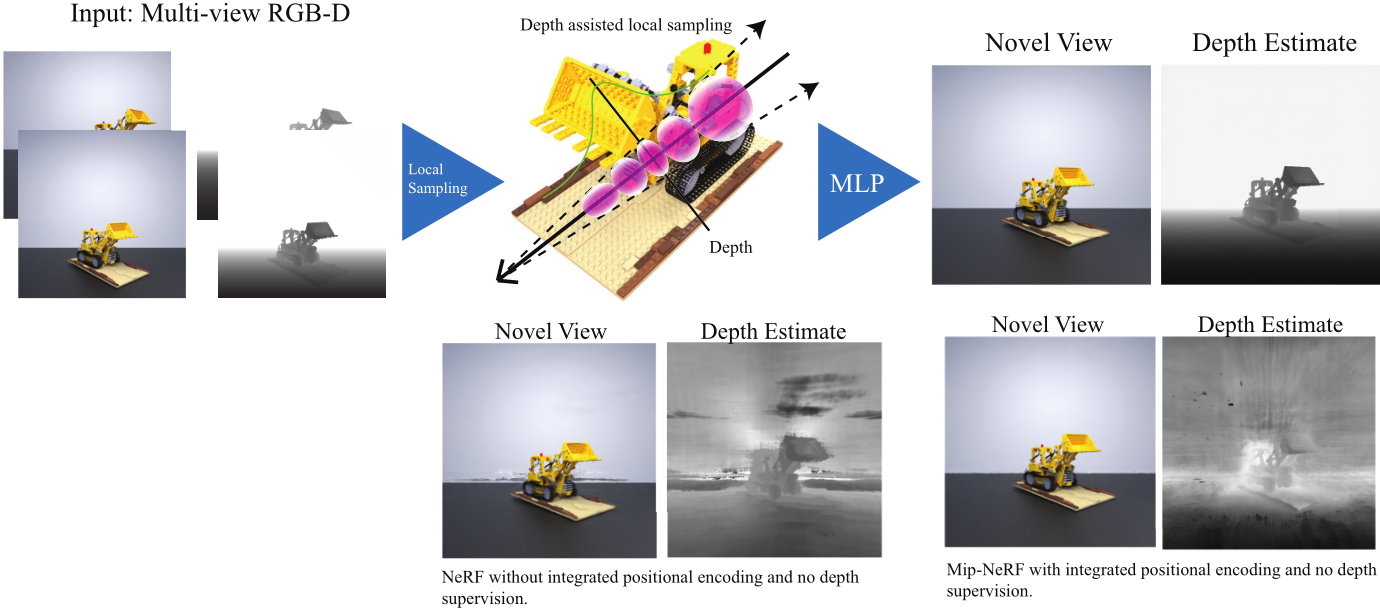 Input: Multi-view RGB-D
Depth assisted local sampling
Local
Sampling
Depth
MLP
Novel View
Depth Estimate
Novel View
Depth Estimate
NeRF without integrated positional encoding and no depth
supervision.
Novel View
Depth Estimate
Mip-NeRF with integrated positional encoding and no depth
supervision.